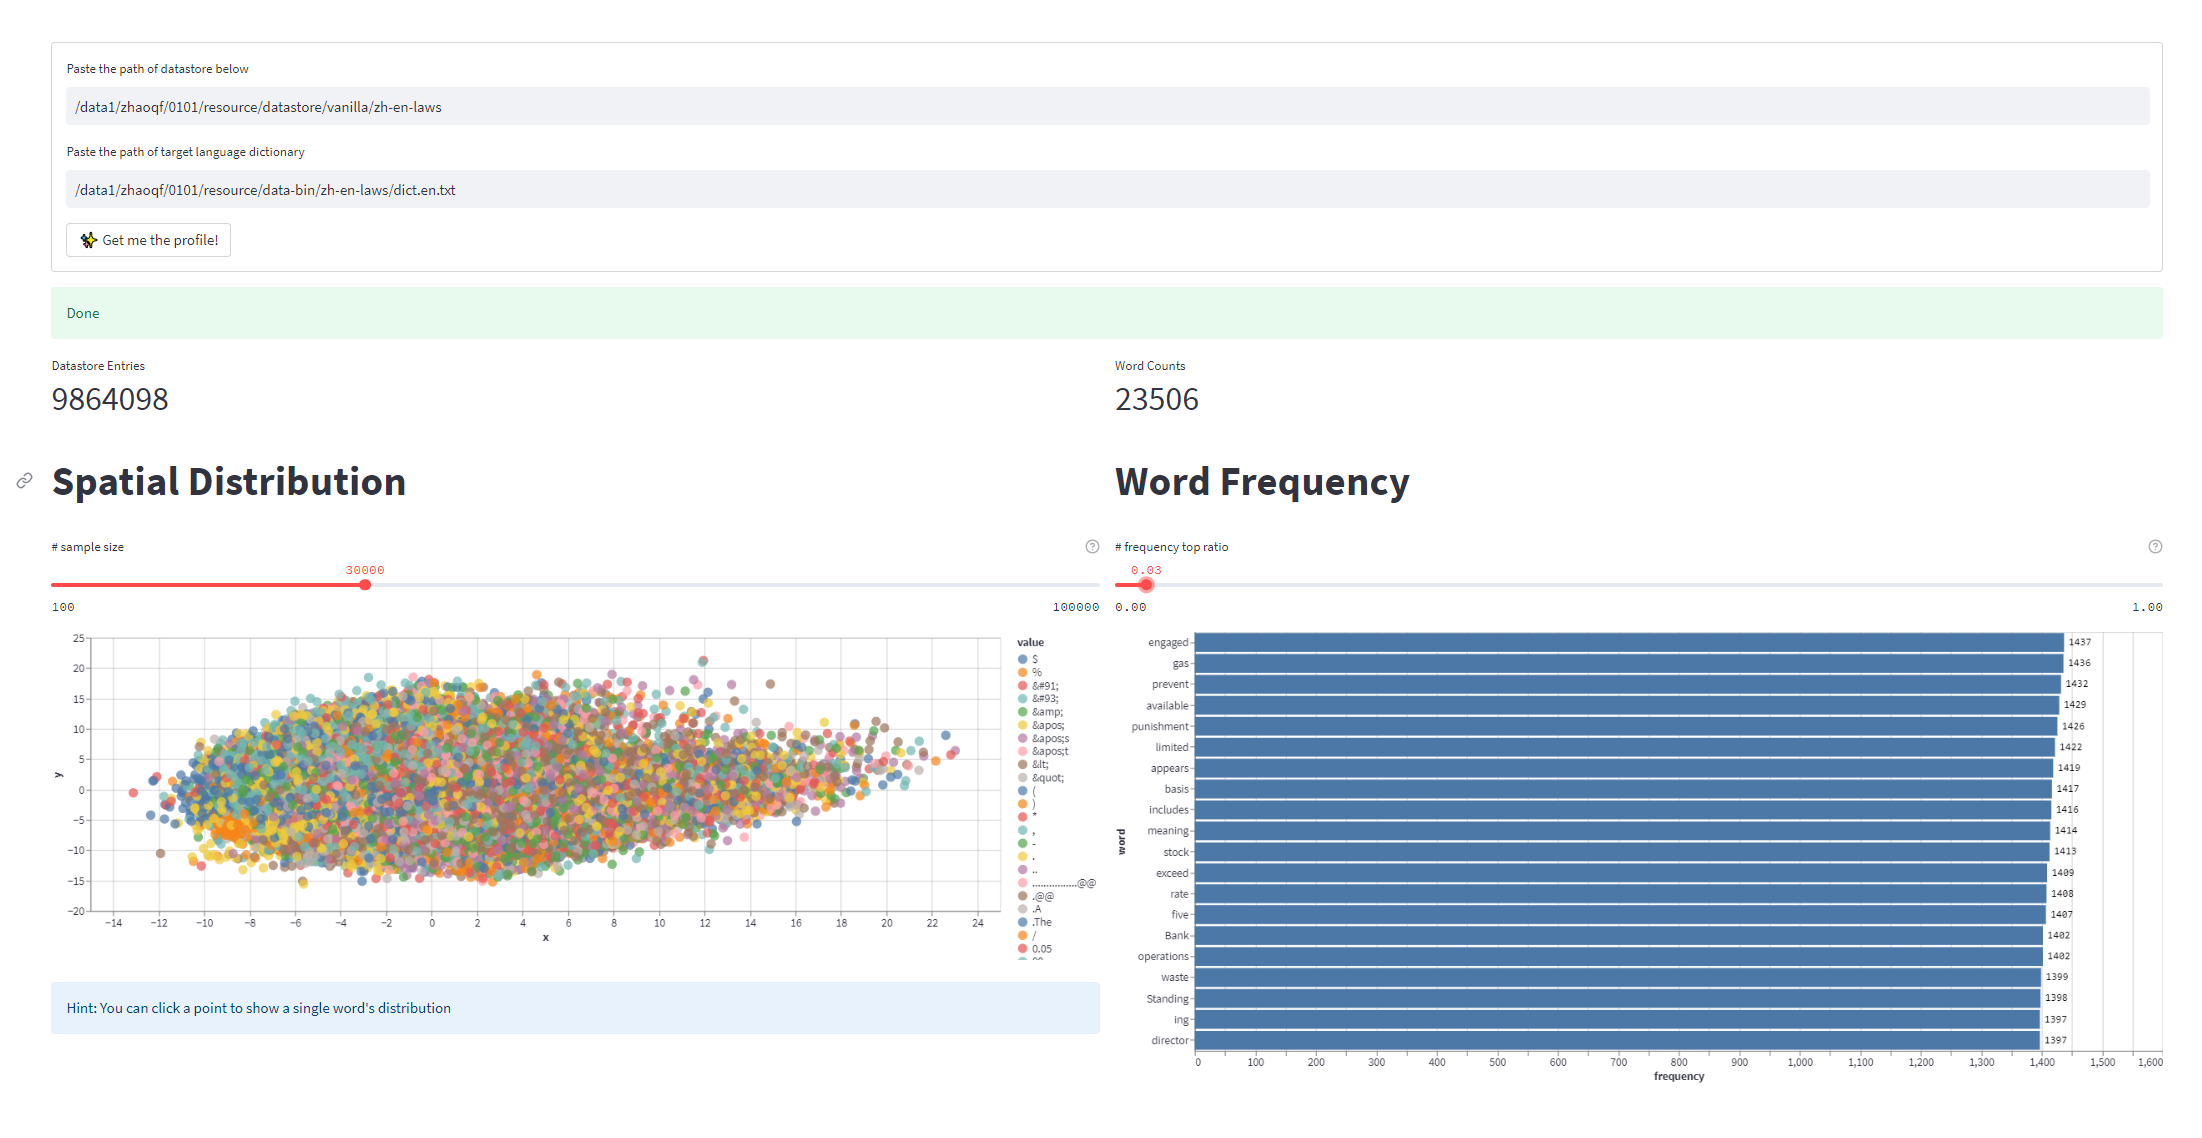 Paste the path of datastore below
/data1/zhaoqf/0101/resource/datastore/vanilla/zh-en-laws
Paste the path of target language dictionary
/data1/zhaoqf/0101/resource/data-bin/zh-en-laws/dict.en.txt
✨ Get me the profile!
Done
Datastore Entries
9864098
Word Counts
23506
Spatial Distribution
# sample size
30000
100
100000
25
20
15
10
5
0
−5
−10
−15
−20
y
−14 −12 −10 −8 −6 −4 −2 0 2 4 6 8 10 12 14 16 18 20 22 24
x
value
$
%
&#91;
&#93;
&amp;
&apos;
&apos;s
&apos;t
&lt;
&quot;
(
)
*
,
-
.
..
.@@
.A
.The
/
0.05
Hint: You can click a point to show a single word's distribution
Word Frequency
# frequency top ratio
0.03
0.00
1.00
word
engaged 1437
gas 1436
prevent 1432
available 1429
punishment 1426
limited 1422
appears 1419
basis 1417
includes 1416
meaning 1414
stock 1413
exceed 1409
rate 1408
five 1407
Bank 1402
operations 1402
waste 1399
Standing 1398
ing 1397
director 1397
0 100 200 300 400 500 600 700 800 900 1,000 1,100 1,200 1,300 1,400 1,500 1,600
frequency